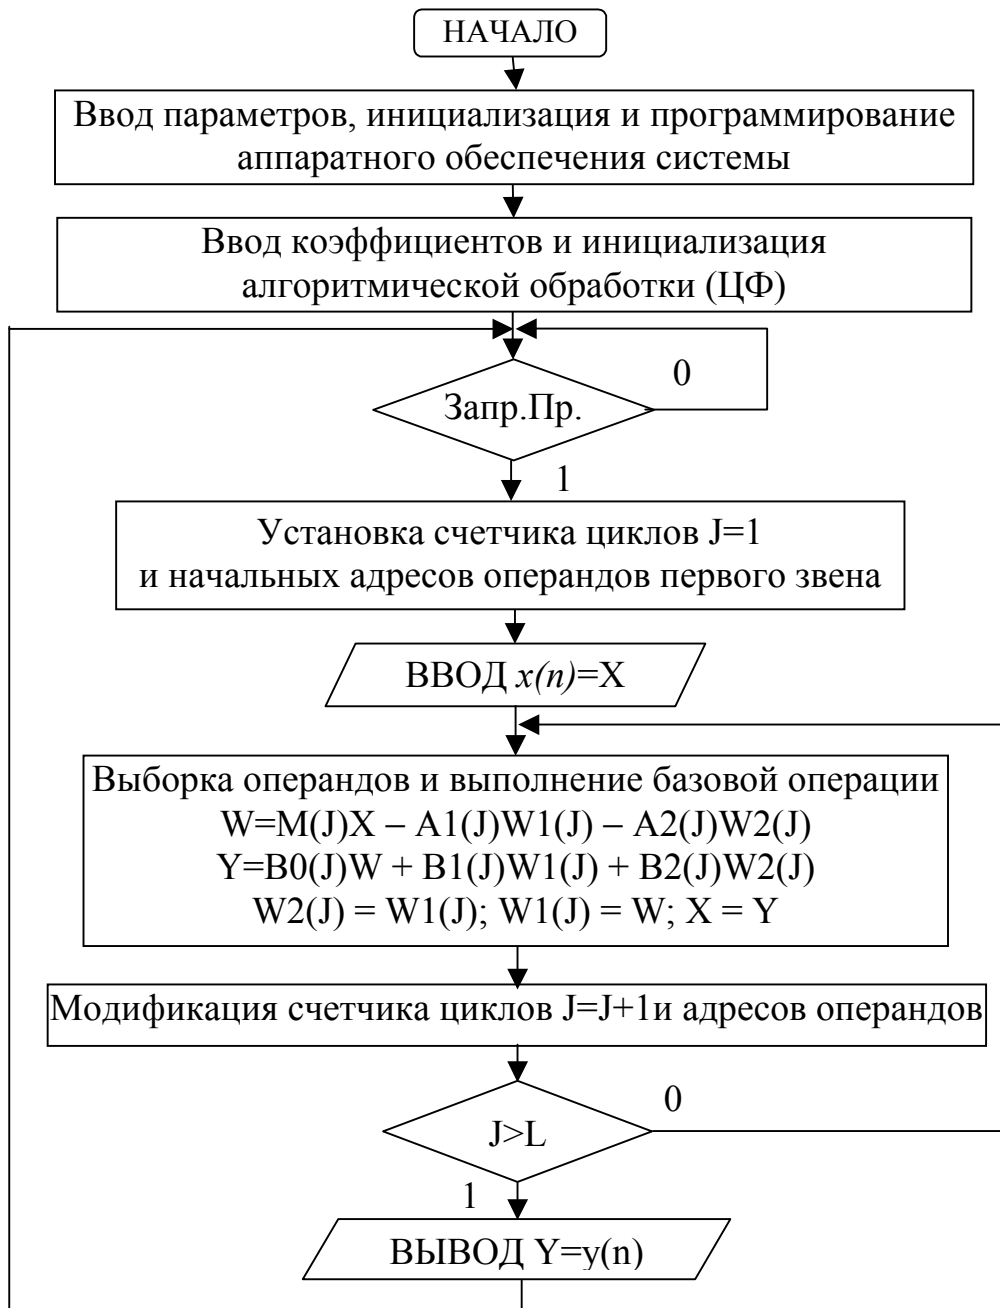 НАЧАЛО
Ввод параметров, инициализация и программирование
аппаратного обеспечения системы
Ввод коэффициентов и инициализация
алгоритмической обработки (ЦФ)
0
Запр.Пр.
1
Установка счетчика циклов J=1
и начальных адресов операндов первого звена
ВВОД x(n)=X
Выборка операндов и выполнение базовой операции
W=M(J)X – A1(J)W1(J) – A2(J)W2(J)
Y=B0(J)W + B1(J)W1(J) + B2(J)W2(J)
W2(J) = W1(J); W1(J) = W; X = Y
Модификация счетчика циклов J=J+1и адресов операндов
0
J>L
1
ВЫВОД Y=y(n)